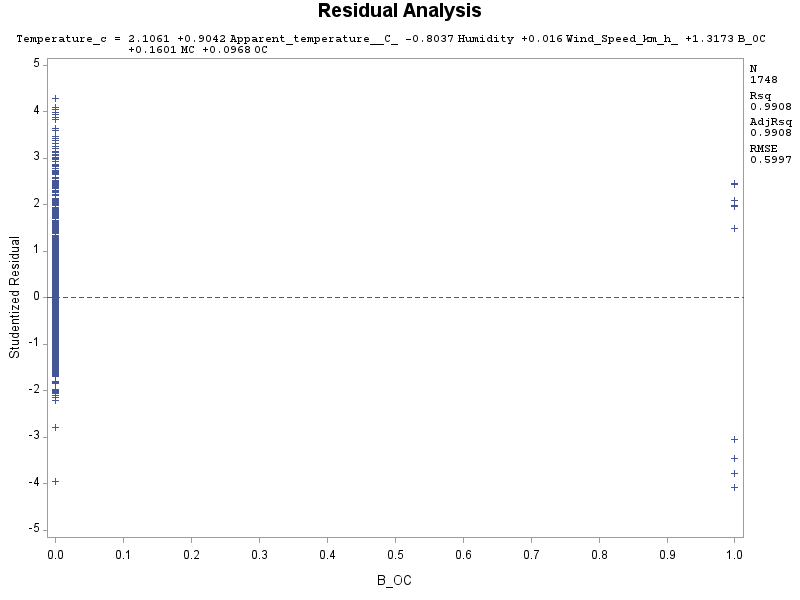 Residual Analysis
Temperature_c = 2.1061 +0.9042 Apparent_temperature__C_ -0.8037 Humidity +0.016 Wind_Speed_km_h_ +1.3173 B_OC
+0.1601 MC +0.0968 OC
N
1748
Rsq
0.9908
AdjRsq
0.9908
RMSE
0.5997
Studentized Residual
5
4
3
2
1
0
-1
-2
-3
-4
-5
0.0 0.1 0.2 0.3 0.4 0.5 0.6 0.7 0.8 0.9 1.0
B_OC